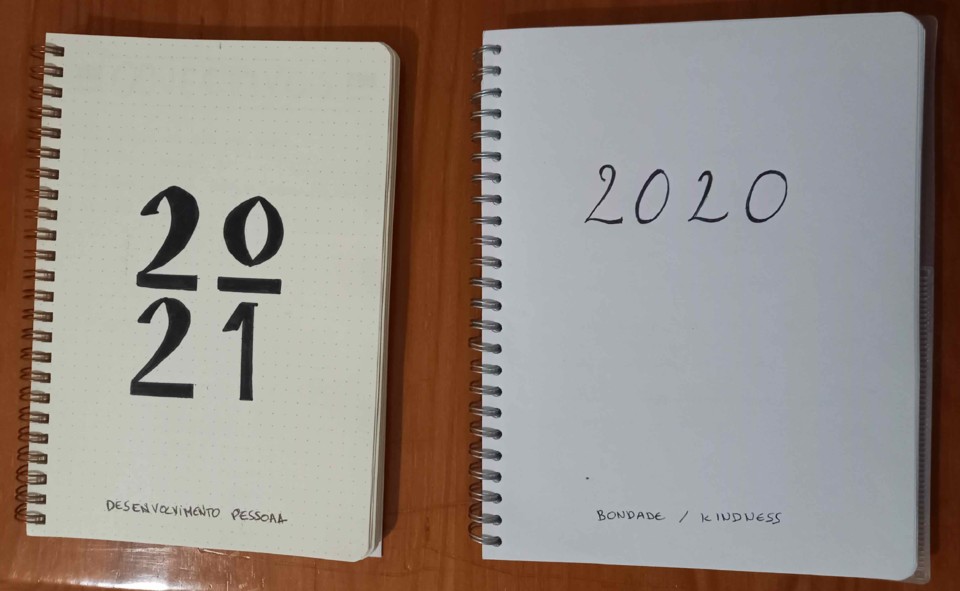 20
21
DESENVOLVIMENTO PESSOAL
2020
BONDADE / KINDNESS